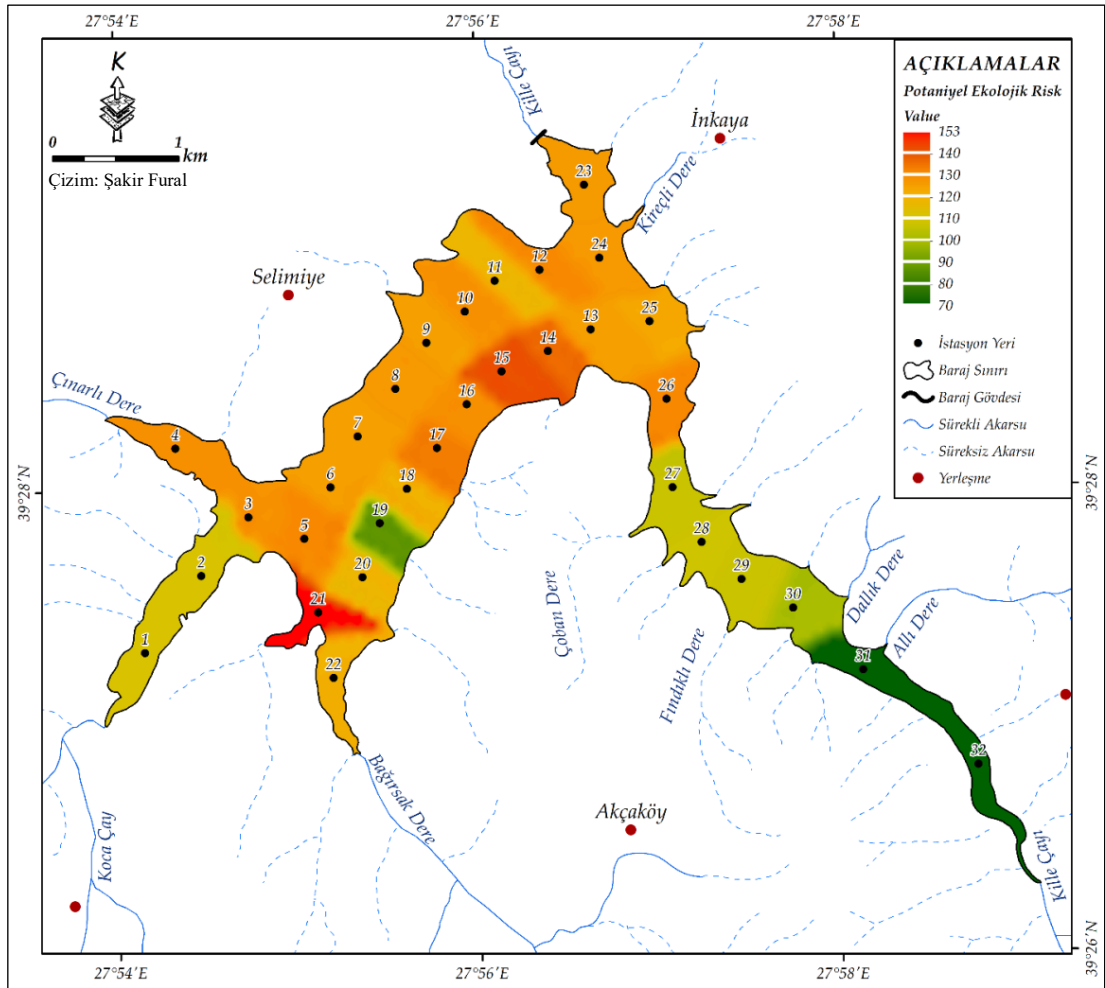 27°54'E 27°56'E 27°58'E
K
0 1
km
Çizim: Şakir Fural
AÇIKLAMALAR
Potaniyel Ekolojik Risk
Value
153
140
130
120
110
100
90
80
70
İstasyon Yeri
Baraj Sınırı
Baraj Gövdesi
Sürekli Akarsu
Süreksiz Akarsu
Yerleşme
Kille Çayı
İnkaya
Kireçli Dere
23
24
12
11
Selimiye
10
13
25
9
14
15
8
26
16
Çınarlı Dere
7
17
4
6
18
27
39°28'N
39°28'N
3
19
5
28
2
20
29
21
30
Dallık Dere
Allı Dere
Çoban Dere
Fındıklı Dere
1
31
22
32
Bağırsak Dere
Akçaköy
Koca Çay
Kille Çayı
39°26'N
27°54'E 27°56'E 27°58'E